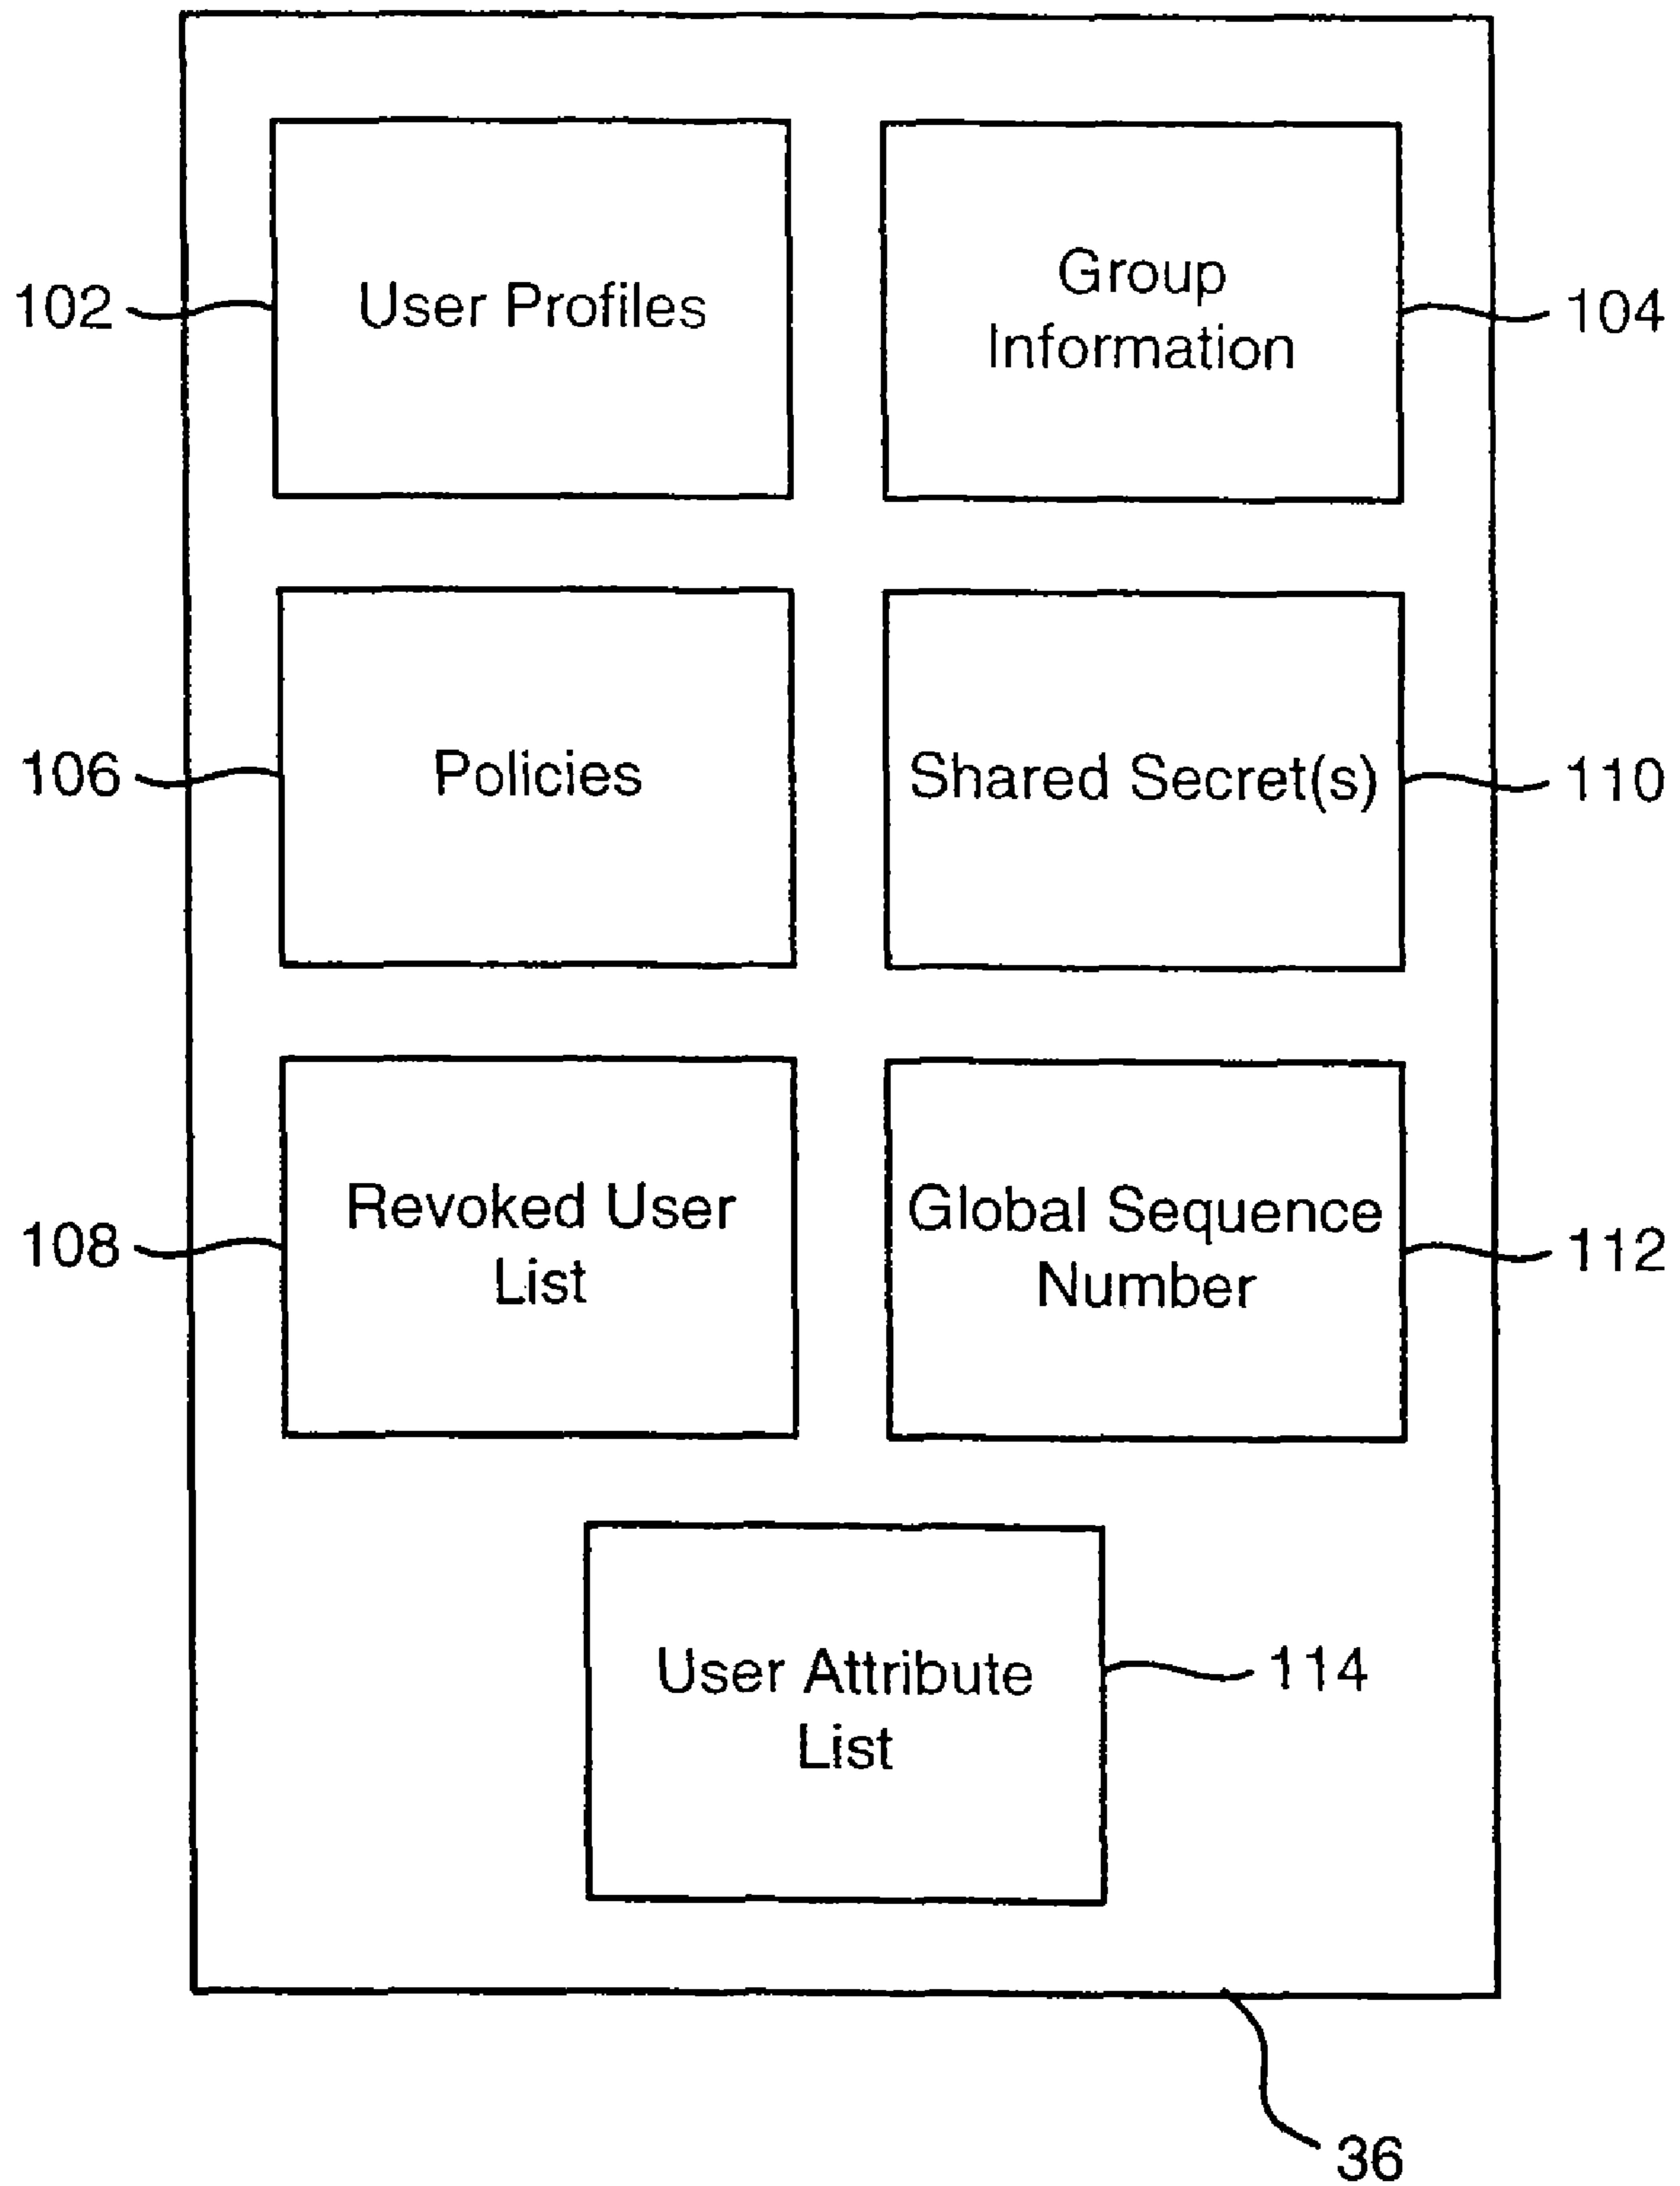 102
User Profiles
Group
Information
104
106
Policies
Shared Secret(s)
110
108
Revoked User
List
Global Sequence
Number
112
User Attribute
List
114
36